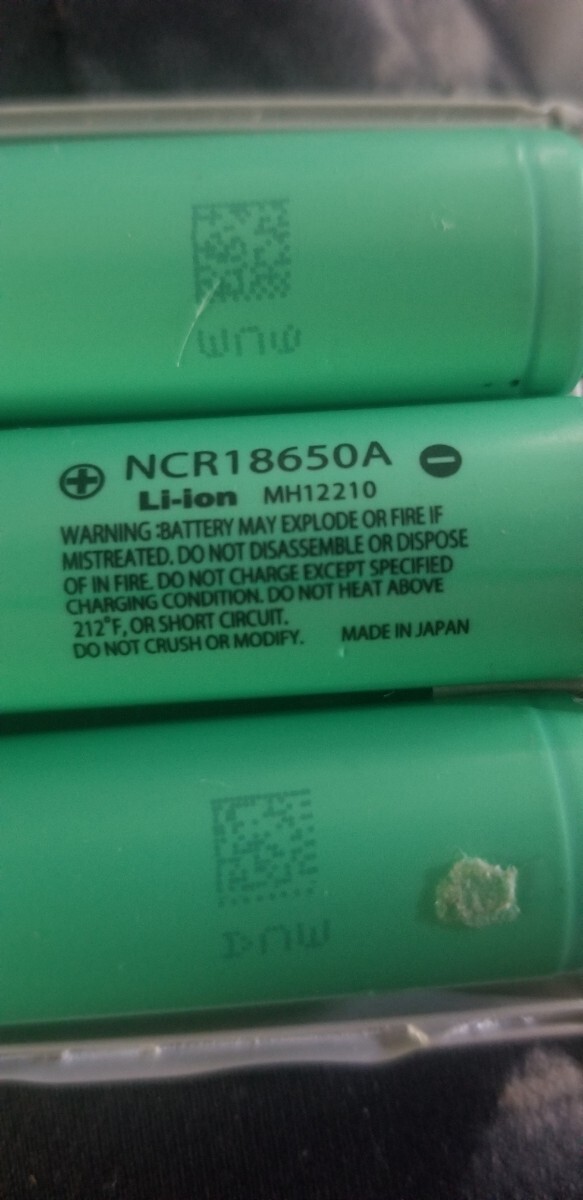 ⊕ NCR18650A ⊖
Li-ion MH12210
WARNING :BATTERY MAY EXPLODE OR FIRE IF
MISTREATED. DO NOT DISASSEMBLE OR DISPOSE
OF IN FIRE. DO NOT CHARGE EXCEPT SPECIFIED
CHARGING CONDITION. DO NOT HEAT ABOVE
212°F, OR SHORT CIRCUIT.
DO NOT CRUSH OR MODIFY. MADE IN JAPAN